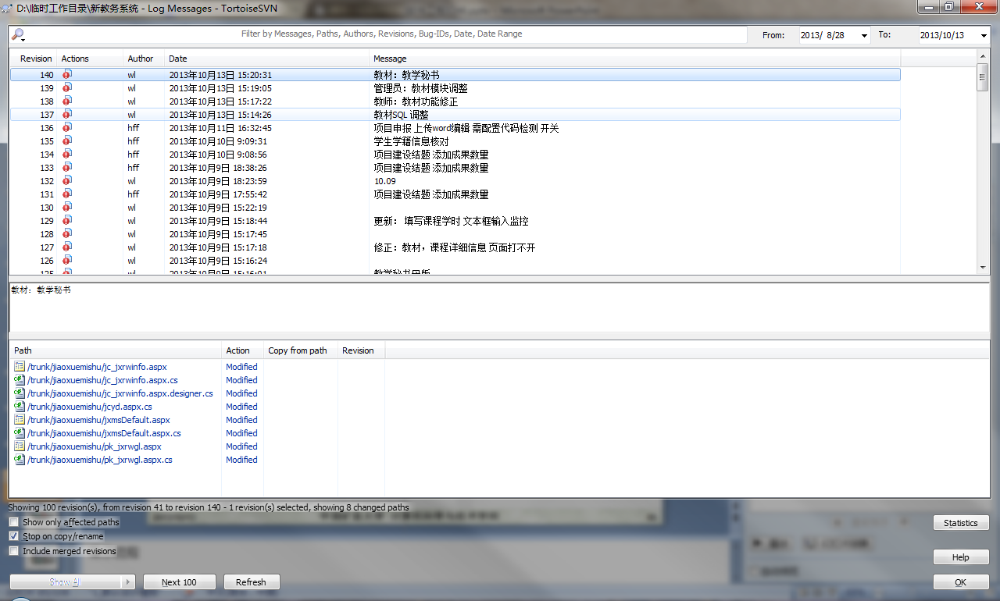 D:\临时工作目录\新教务系统 - Log Messages - TortoiseSVN
Filter by Messages, Paths, Authors, Revisions, Bug-IDs, Date, Date Range From: 2013/ 8/28 To: 2013/10/13
Revision Actions Author Date Message
140 wl 2013年10月13日 15:20:31 教材：教学秘书
139 wl 2013年10月13日 15:19:05 管理员：教材模块调整
138 wl 2013年10月13日 15:17:22 教师：教材功能修正
137 wl 2013年10月13日 15:14:26 教材SQL 调整
136 hff 2013年10月11日 16:32:45 项目申报 上传word编辑 需配置代码检测 开关
135 hff 2013年10月10日 9:09:31 学生学籍信息核对
134 hff 2013年10月10日 9:08:56 项目建设结题 添加成果数量
133 hff 2013年10月9日 18:38:26 项目建设结题 添加成果数量
132 wl 2013年10月9日 18:23:59 10.09
131 hff 2013年10月9日 17:55:42 项目建设结题 添加成果数量
130 wl 2013年10月9日 15:22:19
129 wl 2013年10月9日 15:18:44 更新： 填写课程学时 文本框输入监控
128 wl 2013年10月9日 15:17:45
127 wl 2013年10月9日 15:17:18 修正：教材，课程详细信息 页面打不开
126 wl 2013年10月9日 15:16:24
125 wl 2013年10月9日 15:16:01 教学秘书母版
教材：教学秘书
Path Action Copy from path Revision
/trunk/jiaoxuemishu/jc_jxrwinfo.aspx Modified
/trunk/jiaoxuemishu/jc_jxrwinfo.aspx.cs Modified
/trunk/jiaoxuemishu/jc_jxrwinfo.aspx.designer.cs Modified
/trunk/jiaoxuemishu/jcyd.aspx.cs Modified
/trunk/jiaoxuemishu/jxmsDefault.aspx Modified
/trunk/jiaoxuemishu/jxmsDefault.aspx.cs Modified
/trunk/jiaoxuemishu/pk_jxrwgl.aspx Modified
/trunk/jiaoxuemishu/pk_jxrwgl.aspx.cs Modified
Showing 100 revision(s), from revision 41 to revision 140 - 1 revision(s) selected, showing 8 changed paths
Show only affected paths
Statistics
Stop on copy/rename
Include merged revisions
Help
Show All Next 100 Refresh OK